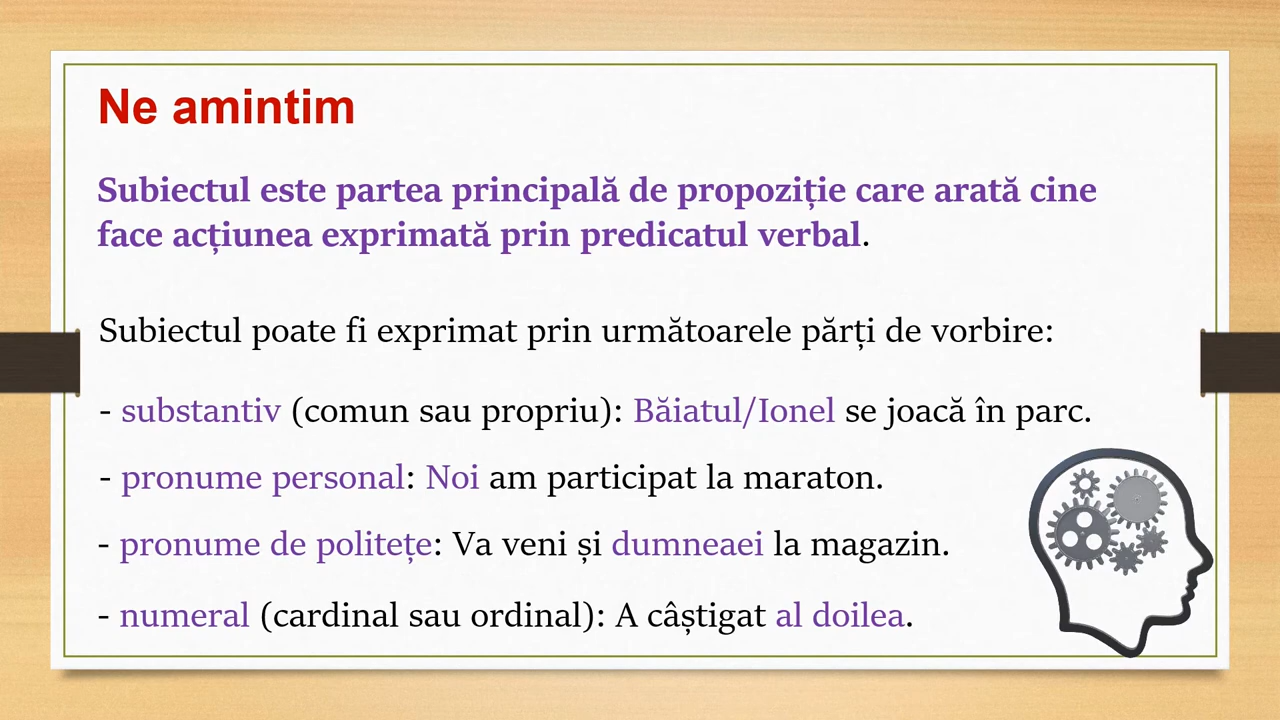 Ne amintim
Subiectul este partea principală de propoziție care arată cine
face acțiunea exprimată prin predicatul verbal.
Subiectul poate fi exprimat prin următoarele părți de vorbire:
- substantiv (comun sau propriu): Băiatul/Ionel se joacă în parc.
- pronume personal: Noi am participat la maraton.
- pronume de politețe: Va veni și dumneaei la magazin.
- numeral (cardinal sau ordinal): A câștigat al doilea.